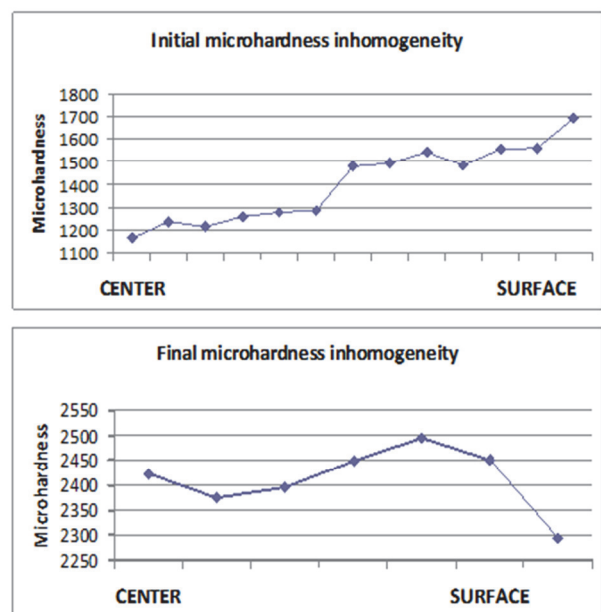 Initial microhardness inhomogeneity
Microhardness
1800
1700
1600
1500
1400
1300
1200
1100
CENTER SURFACE
Final microhardness inhomogeneity
Microhardness
2550
2500
2450
2400
2350
2300
2250
CENTER SURFACE